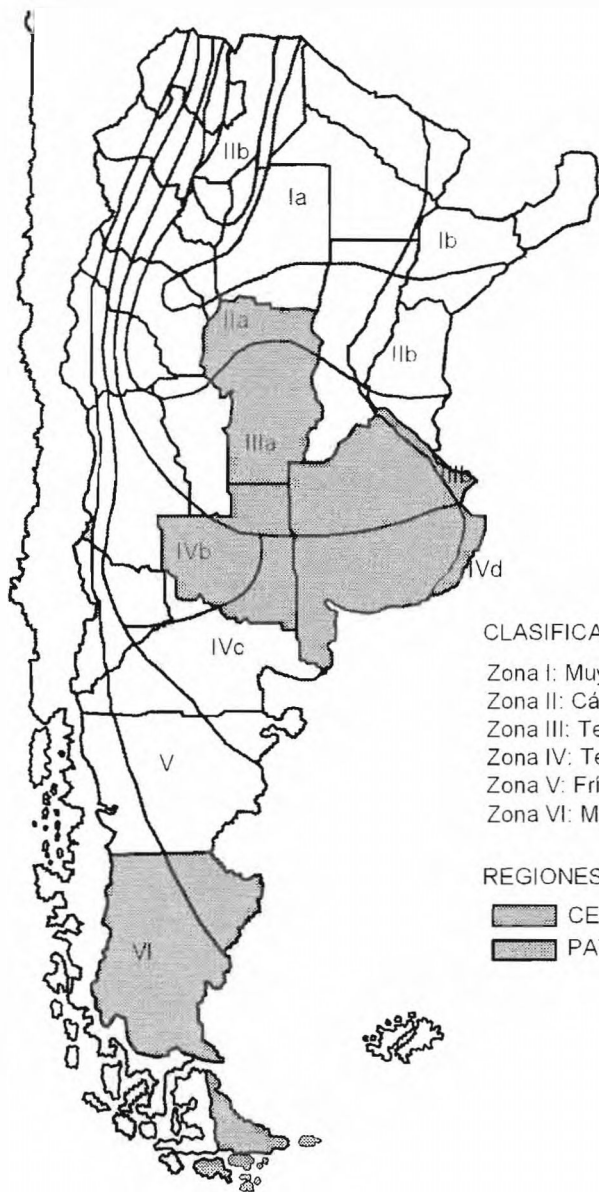 IIb
Ia
Ib
IIa
IIb
IIIa
IIIb
IVb
IVd
IVc
V
VI
CLASIFICA
Zona I: Muy
Zona II: Cá
Zona III: Te
Zona IV: Te
Zona V: Frí
Zona VI: M
REGIONES
CE
PA